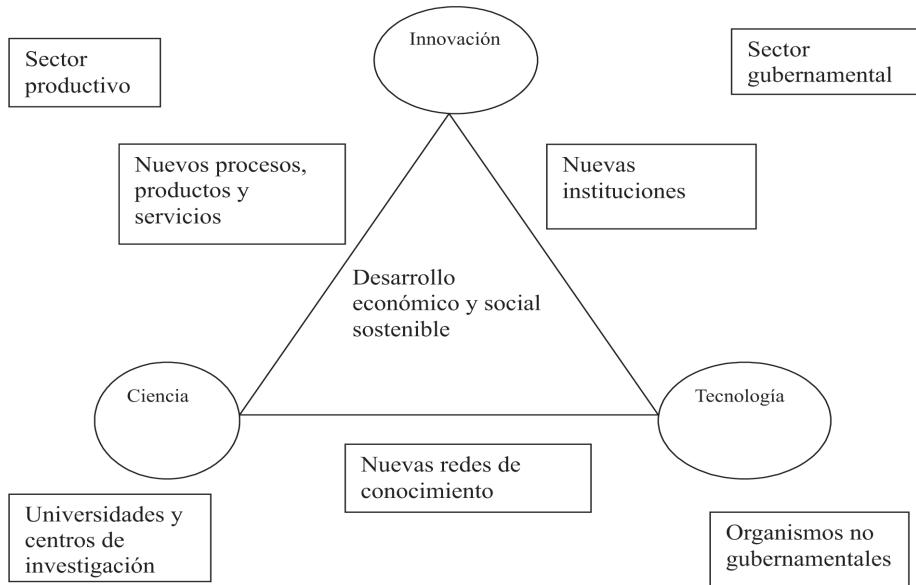 Innovación
Sector
productivo
Sector
gubernamental
Nuevos procesos,
productos y
servicios
Nuevas
instituciones
Desarrollo
económico y social
sostenible
Ciencia
Tecnología
Nuevas redes de
conocimiento
Universidades y
centros de
investigación
Organismos no
gubernamentales